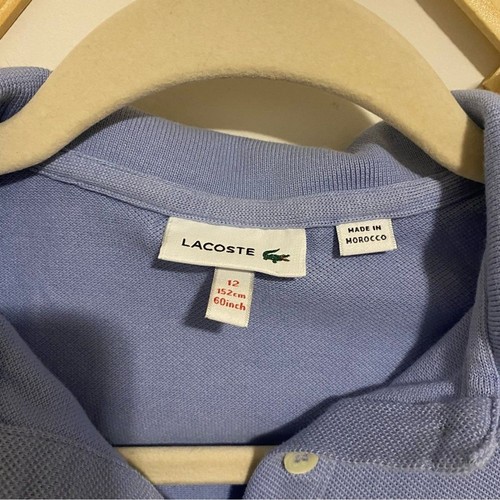 LACOSTE
MADE IN
MOROCCO
12
152cm
60inch